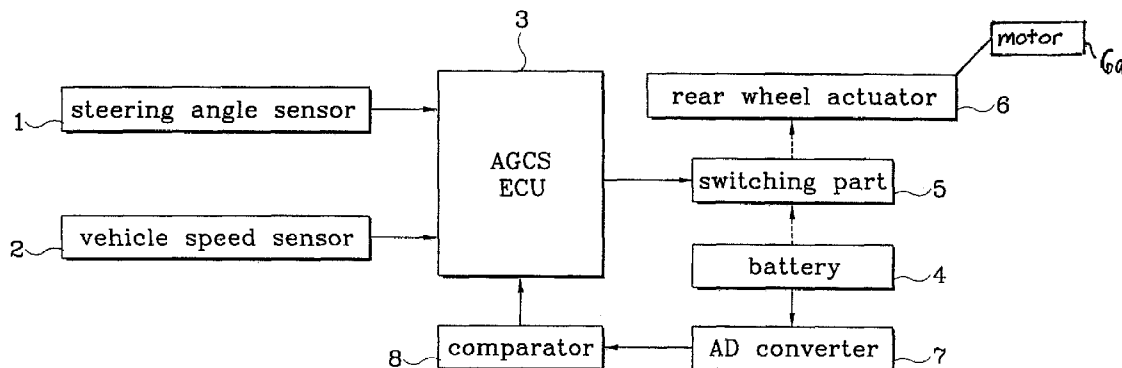 3
motor
6a
steering angle sensor
1
rear wheel actuator
6
AGCS
ECU
switching part
5
vehicle speed sensor
2
battery
4
comparator
8
AD converter
7